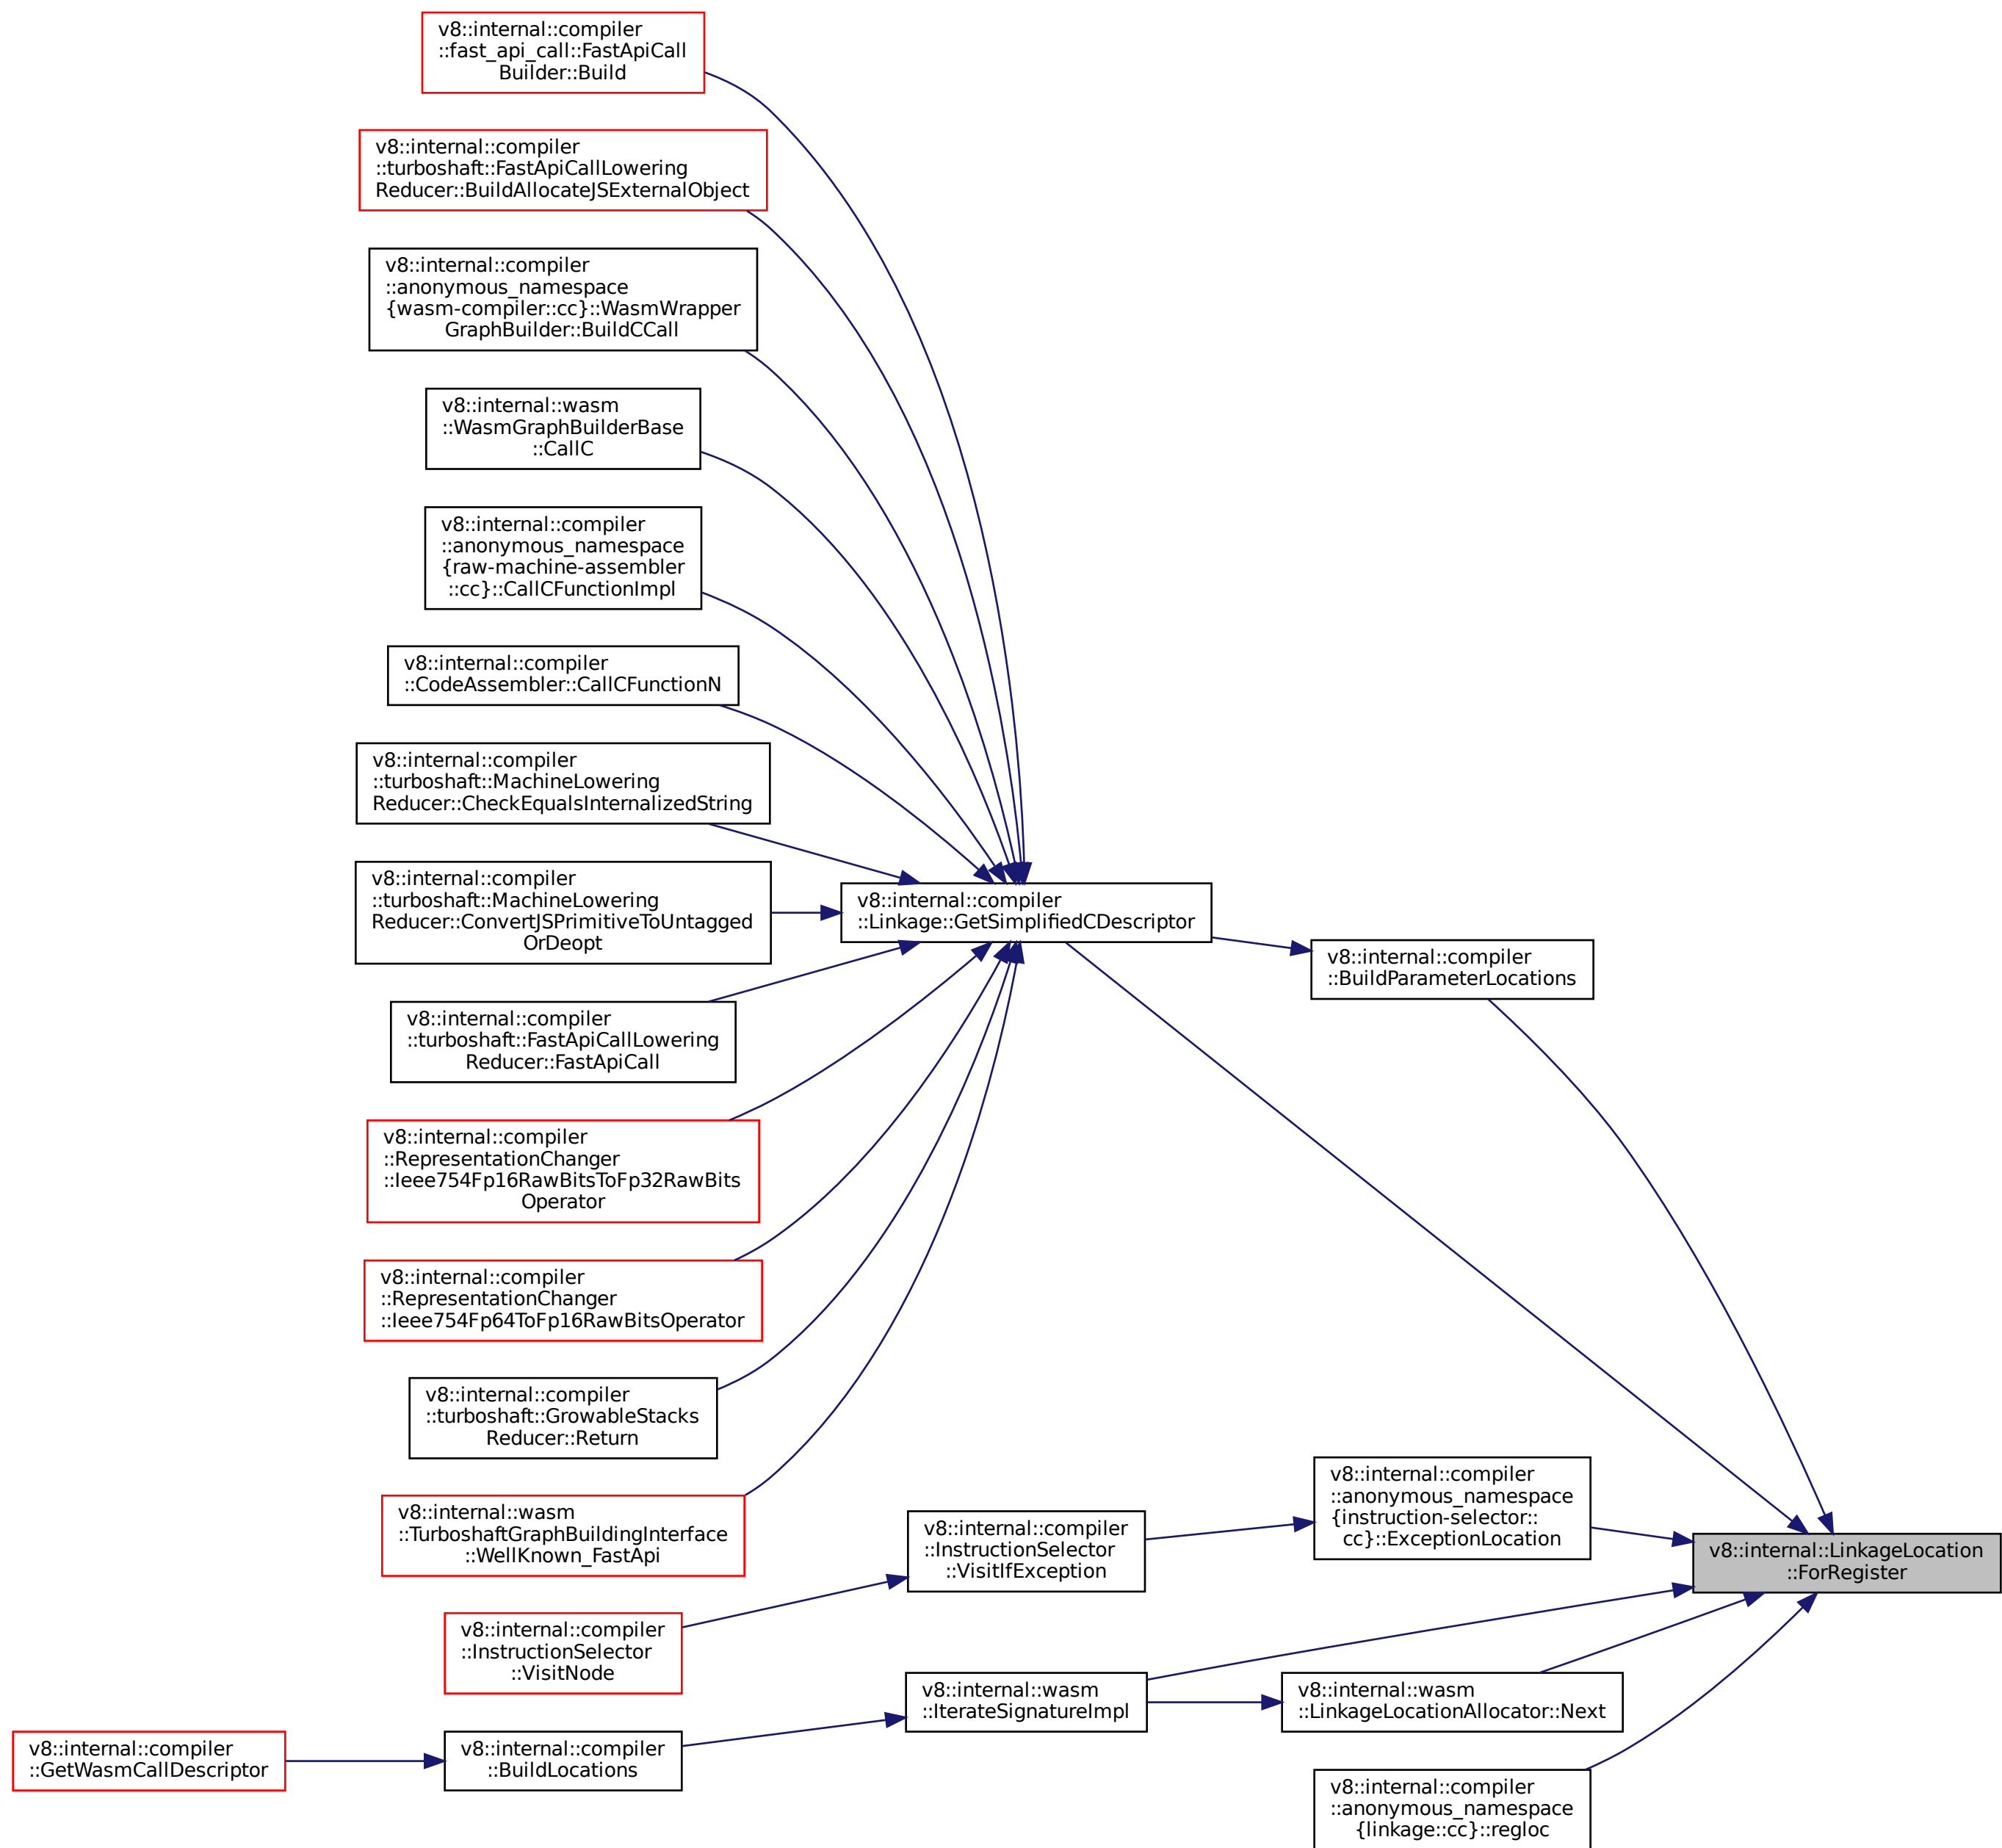 v8::internal::compiler
::fast_api_call::FastApiCall
Builder::Build
v8::internal::compiler
::turboshaft::FastApiCallLowering
Reducer::BuildAllocateJSExternalObject
v8::internal::compiler
::anonymous_namespace
{wasm-compiler::cc}::WasmWrapper
GraphBuilder::BuildCCall
v8::internal::wasm
::WasmGraphBuilderBase
::CallC
v8::internal::compiler
::anonymous_namespace
{raw-machine-assembler
::cc}::CallCFunctionImpl
v8::internal::compiler
::CodeAssembler::CallCFunctionN
v8::internal::compiler
::turboshaft::MachineLowering
Reducer::CheckEqualsInternalizedString
v8::internal::compiler
::turboshaft::MachineLowering
Reducer::ConvertJSPrimitiveToUntagged
OrDeopt
v8::internal::compiler
::Linkage::GetSimplifiedCDescriptor
v8::internal::compiler
::BuildParameterLocations
v8::internal::compiler
::turboshaft::FastApiCallLowering
Reducer::FastApiCall
v8::internal::compiler
::RepresentationChanger
::Ieee754Fp16RawBitsToFp32RawBits
Operator
v8::internal::compiler
::RepresentationChanger
::Ieee754Fp64ToFp16RawBitsOperator
v8::internal::compiler
::turboshaft::GrowableStacks
Reducer::Return
v8::internal::wasm
::TurboshaftGraphBuildingInterface
::WellKnown_FastApi
v8::internal::compiler
::InstructionSelector
::VisitIfException
v8::internal::compiler
::anonymous_namespace
{instruction-selector::
cc}::ExceptionLocation
v8::internal::LinkageLocation
::ForRegister
v8::internal::compiler
::InstructionSelector
::VisitNode
v8::internal::wasm
::IterateSignatureImpl
v8::internal::wasm
::LinkageLocationAllocator::Next
v8::internal::compiler
::GetWasmCallDescriptor
v8::internal::compiler
::BuildLocations
v8::internal::compiler
::anonymous_namespace
{linkage::cc}::regloc